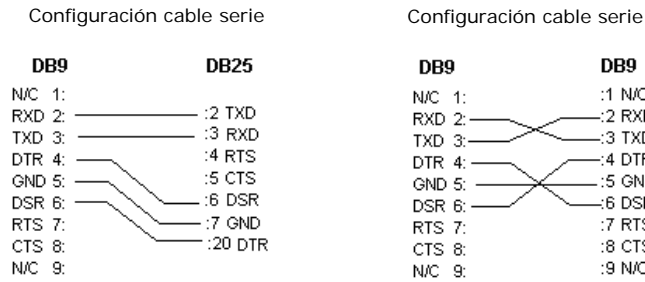 Configuración cable serie
DB9 DB25
N/C 1:
RXD 2: :2 TXD
TXD 3: :3 RXD
DTR 4: :4 RTS
GND 5: :5 CTS
DSR 6: :6 DSR
RTS 7: :7 GND
CTS 8: :20 DTR
N/C 9:
Configuración cable serie
DB9 DB9
N/C 1: :1 N/C
RXD 2: :2 RXD
TXD 3: :3 TXD
DTR 4: :4 DTR
GND 5: :5 GN
DSR 6: :6 DSR
RTS 7: :7 RTS
CTS 8: :8 CTS
N/C 9: :9 N/C